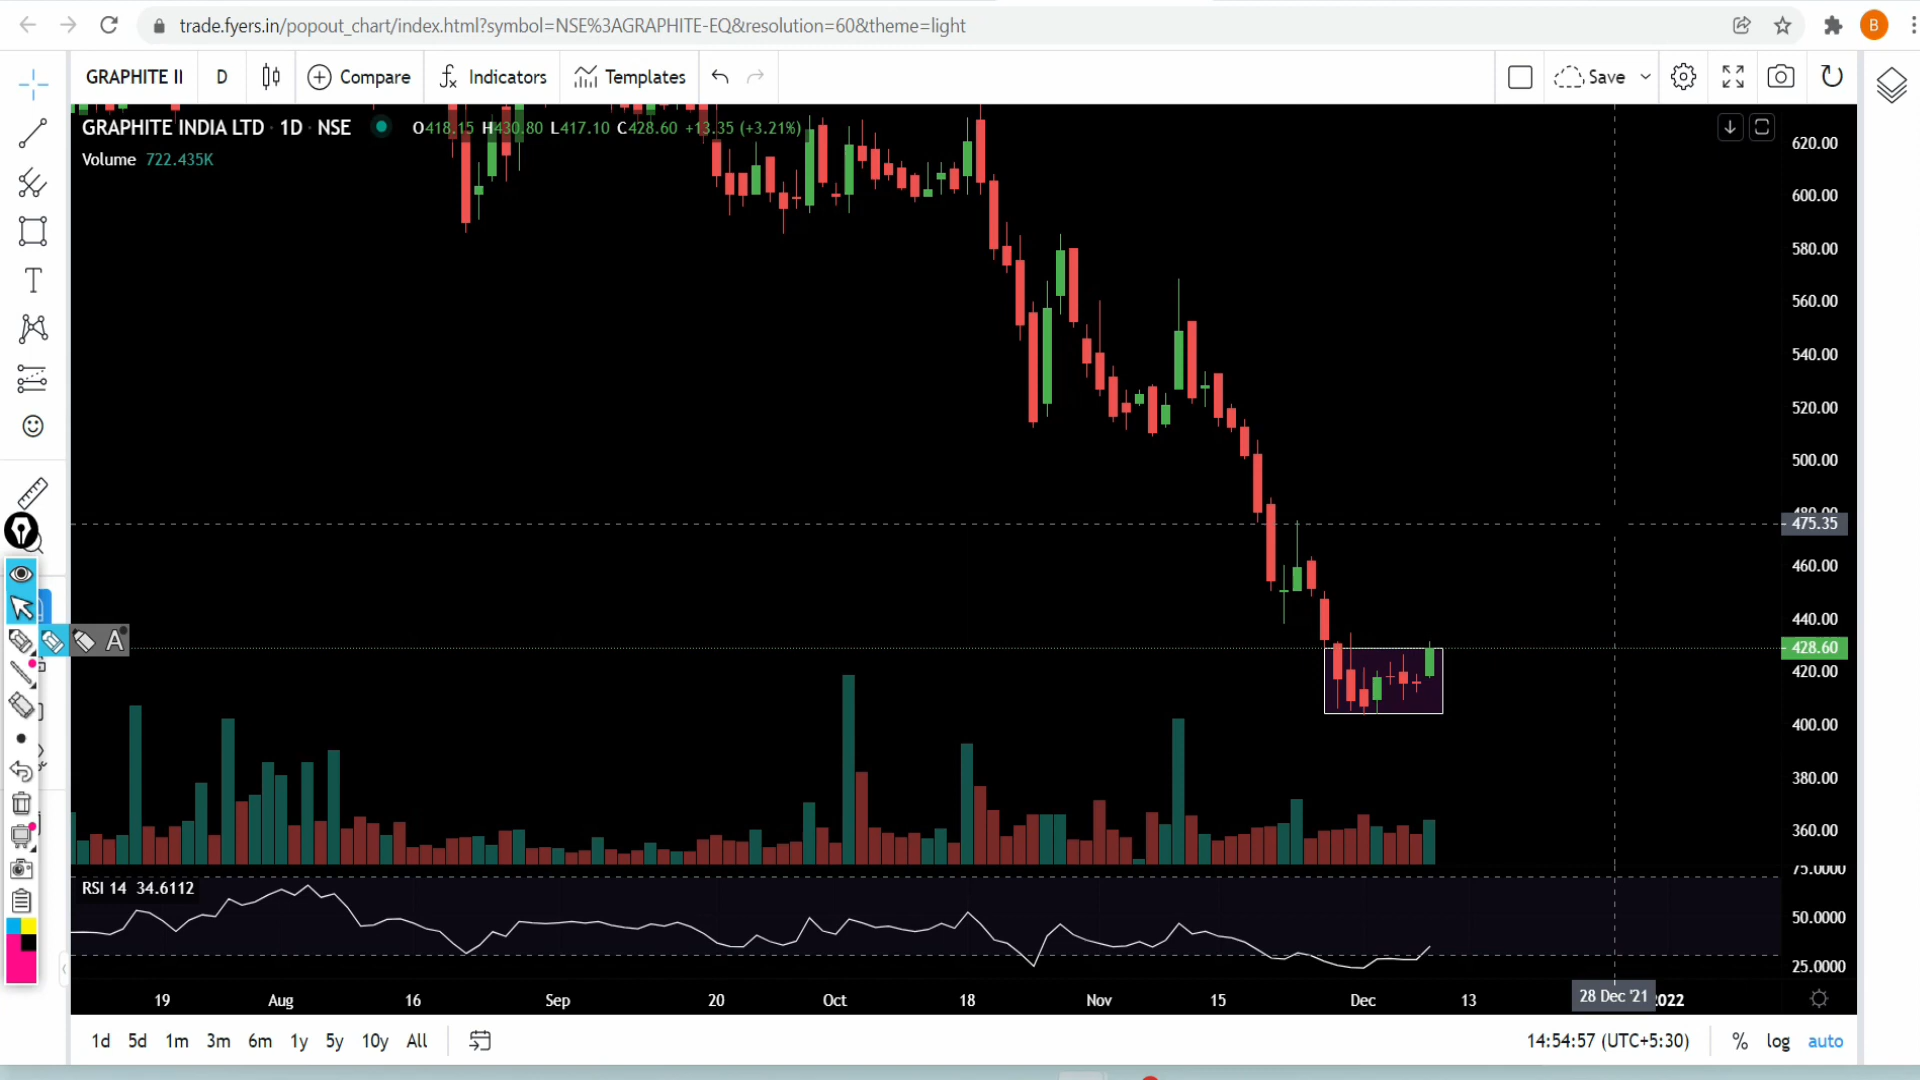 trade.fyers.in/popout_chart/index.html?symbol=NSE%3AGRAPHITE-EQ&resolution=60&theme=light
B
GRAPHITE II
D
Compare
Indicators
Templates
Save
GRAPHITE INDIA LTD · 1D · NSE
O418.15 H430.80 L417.10 C428.60 +13.35 (+3.21%)
Volume 722.435K
620.00
600.00
580.00
560.00
540.00
520.00
500.00
480.00
475.35
460.00
440.00
428.60
420.00
400.00
380.00
360.00
75.0000
RSI 14 34.6112
50.0000
25.0000
19 Aug 16 Sep 20 Oct 18 Nov 15 Dec 13 28 Dec '21 2022
1d 5d 1m 3m 6m 1y 5y 10y All
14:54:57 (UTC+5:30)
% log auto
T
A